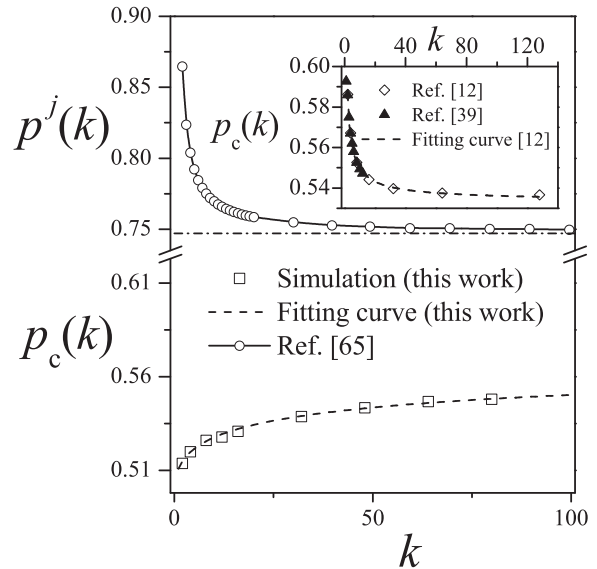 0.90
0.85
0.80
0.75
0.61
0.56
0.51
p^j(k)
p_c(k)
0 40 80 120
k
0.60
0.58
0.56
0.54
p_c(k)
Ref. [12]
Ref. [39]
Fitting curve [12]
Simulation (this work)
Fitting curve (this work)
Ref. [65]
0 50 100
k